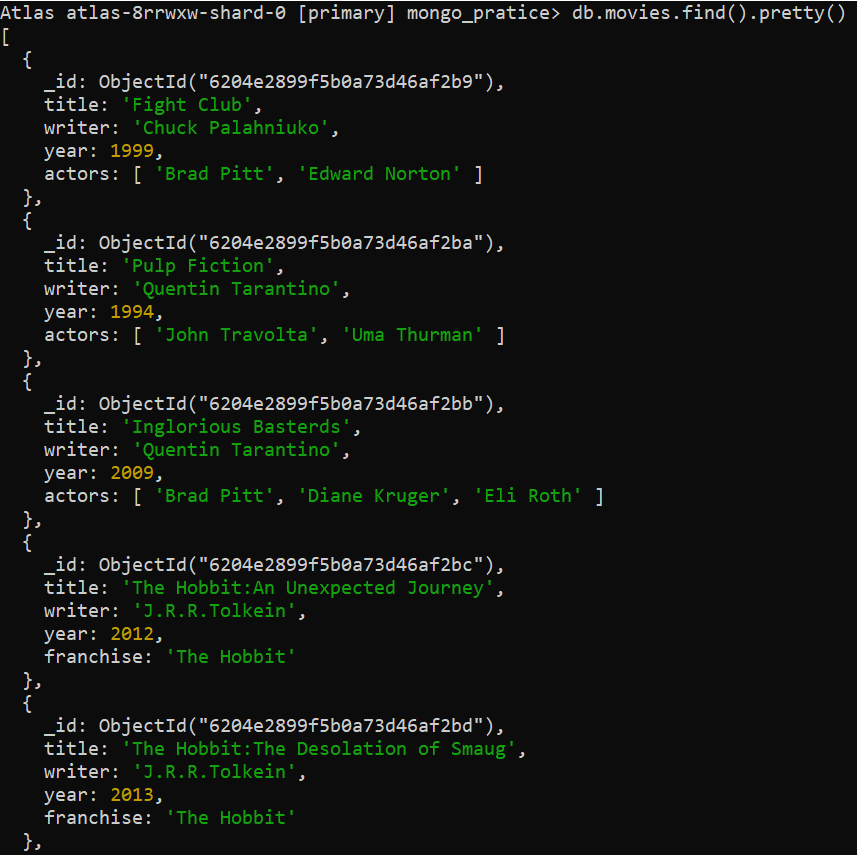 Atlas atlas-8rrwxw-shard-0 [primary] mongo_pratice> db.movies.find().pretty()
[
  {
    _id: ObjectId("6204e2899f5b0a73d46af2b9"),
    title: 'Fight Club',
    writer: 'Chuck Palahniuko',
    year: 1999,
    actors: [ 'Brad Pitt', 'Edward Norton' ]
  },
  {
    _id: ObjectId("6204e2899f5b0a73d46af2ba"),
    title: 'Pulp Fiction',
    writer: 'Quentin Tarantino',
    year: 1994,
    actors: [ 'John Travolta', 'Uma Thurman' ]
  },
  {
    _id: ObjectId("6204e2899f5b0a73d46af2bb"),
    title: 'Inglorious Basterds',
    writer: 'Quentin Tarantino',
    year: 2009,
    actors: [ 'Brad Pitt', 'Diane Kruger', 'Eli Roth' ]
  },
  {
    _id: ObjectId("6204e2899f5b0a73d46af2bc"),
    title: 'The Hobbit:An Unexpected Journey',
    writer: 'J.R.R.Tolkein',
    year: 2012,
    franchise: 'The Hobbit'
  },
  {
    _id: ObjectId("6204e2899f5b0a73d46af2bd"),
    title: 'The Hobbit:The Desolation of Smaug',
    writer: 'J.R.R.Tolkein',
    year: 2013,
    franchise: 'The Hobbit'
  },